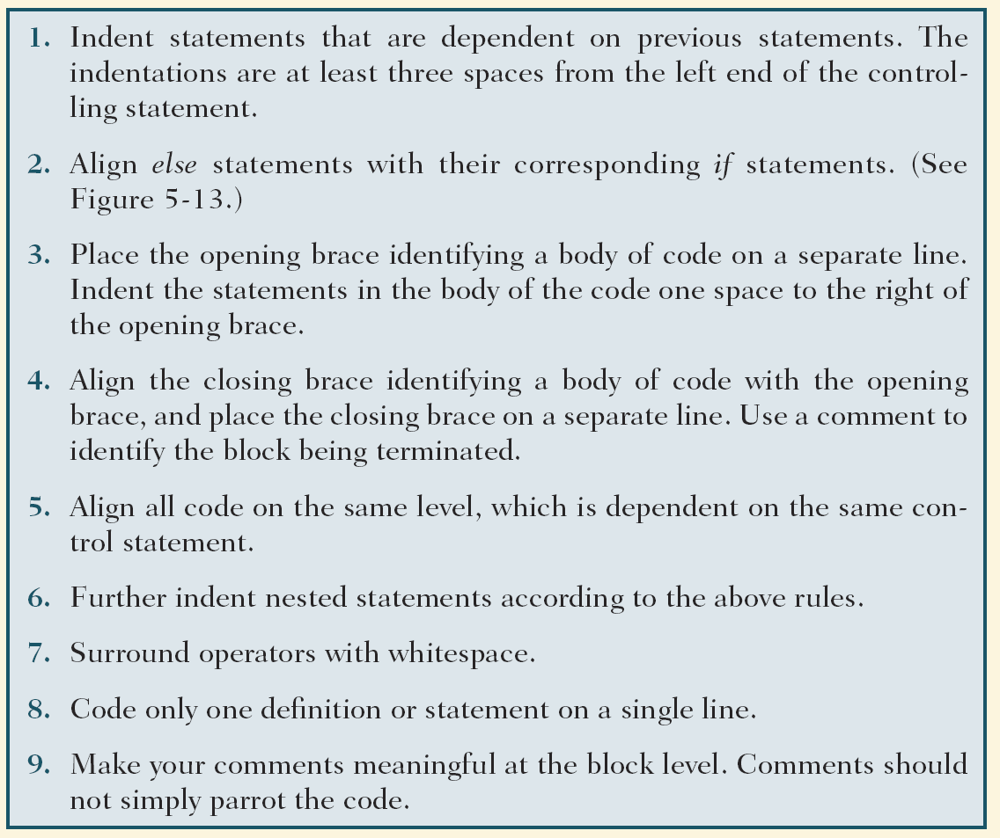 1. Indent statements that are dependent on previous statements. The
indentations are at least three spaces from the left end of the control-
ling statement.
2. Align else statements with their corresponding if statements. (See
Figure 5-13.)
3. Place the opening brace identifying a body of code on a separate line.
Indent the statements in the body of the code one space to the right of
the opening brace.
4. Align the closing brace identifying a body of code with the opening
brace, and place the closing brace on a separate line. Use a comment to
identify the block being terminated.
5. Align all code on the same level, which is dependent on the same con-
trol statement.
6. Further indent nested statements according to the above rules.
7. Surround operators with whitespace.
8. Code only one definition or statement on a single line.
9. Make your comments meaningful at the block level. Comments should
not simply parrot the code.